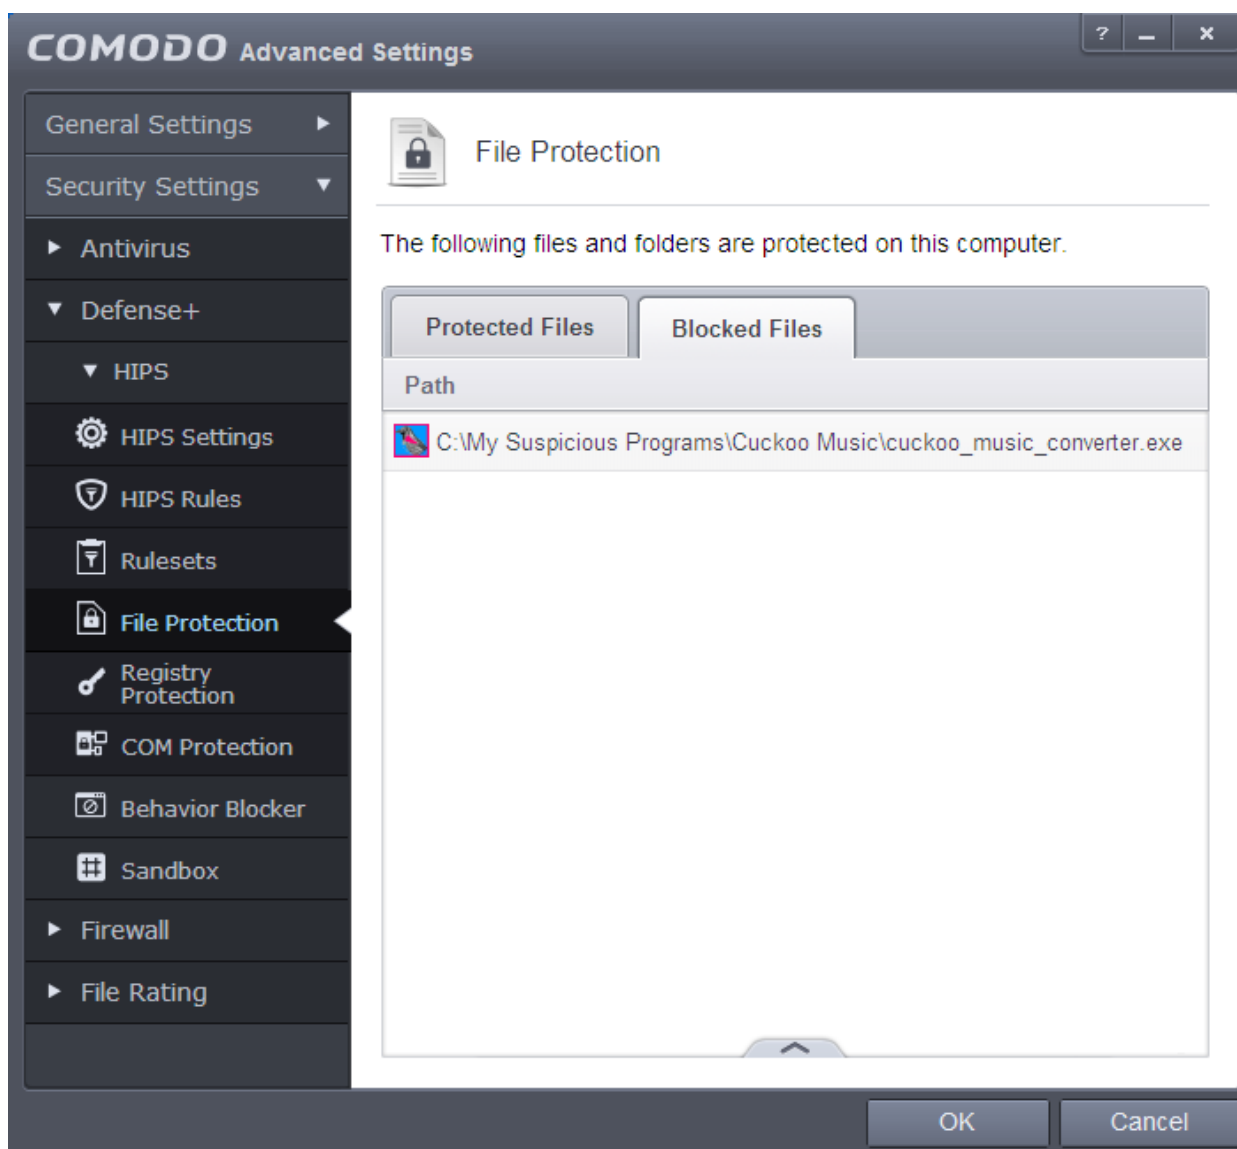 COMODO Advanced Settings
? _ x
General Settings
Security Settings
Antivirus
Defense+
HIPS
HIPS Settings
HIPS Rules
Rulesets
File Protection
Registry
Protection
COM Protection
Behavior Blocker
Sandbox
Firewall
File Rating
File Protection
The following files and folders are protected on this computer.
Protected Files Blocked Files
Path
C:\My Suspicious Programs\Cuckoo Music\cuckoo_music_converter.exe
OK Cancel